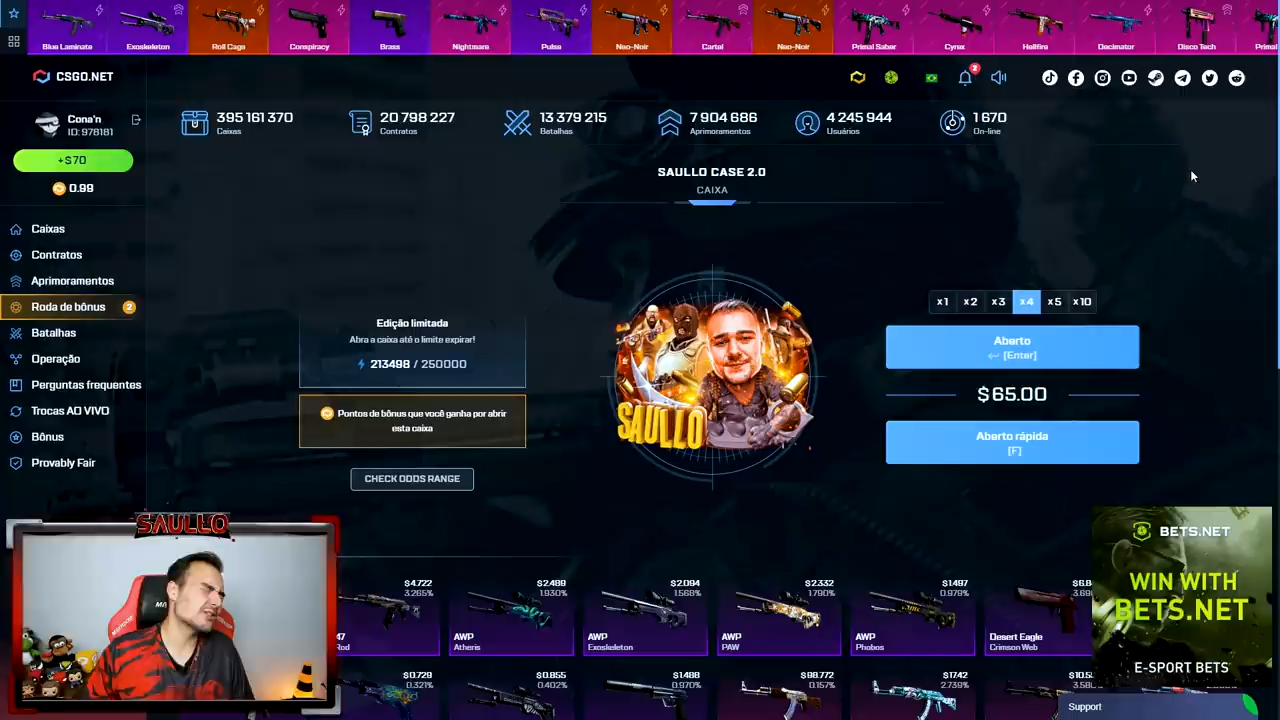 Blue Laminate
Exoskeleton
Roll Cage
Conspiracy
Brass
Nightmare
Pulse
Neo-Noir
Cartel
Neo-Noir
Primal Saber
Cyrex
Hellfire
Decimator
Disco Tech
Primal
CSGO.NET
2
Cona'n
ID: 978181
+$70
0.99
395 161 370
Caixas
20 798 227
Contratos
13 379 215
Batalhas
7 904 686
Aprimoramentos
4 245 944
Usuários
1 670
On-line
SAULLO CASE 2.0
CAIXA
Caixas
Contratos
Aprimoramentos
Roda de bônus 2
Batalhas
Operação
Perguntas frequentes
Trocas AO VIVO
Bônus
Provably Fair
Edição limitada
Abra a caixa até o limite expirar!
213498 / 250000
Pontos de bônus que você ganha por abrir
esta caixa
CHECK ODDS RANGE
SAULLO
x1 x2 x3 x4 x5 x10
Aberto
[Enter]
$65.00
Aberto rápida
[F]
SAULLO
$4.722
3.265%
$2.489
1.930%
AWP
Atheris
$2.094
1.568%
AWP
Exoskeleton
$2.332
1.790%
AWP
PAW
$1.497
0.979%
AWP
Phobos
Desert Eagle
Crimson Web
$0.729
0.321%
$0.855
0.402%
$1.488
0.970%
$98.772
0.157%
$17.42
2.739%
BETS.NET
WIN WITH
BETS.NET
E-SPORT BETS
Support